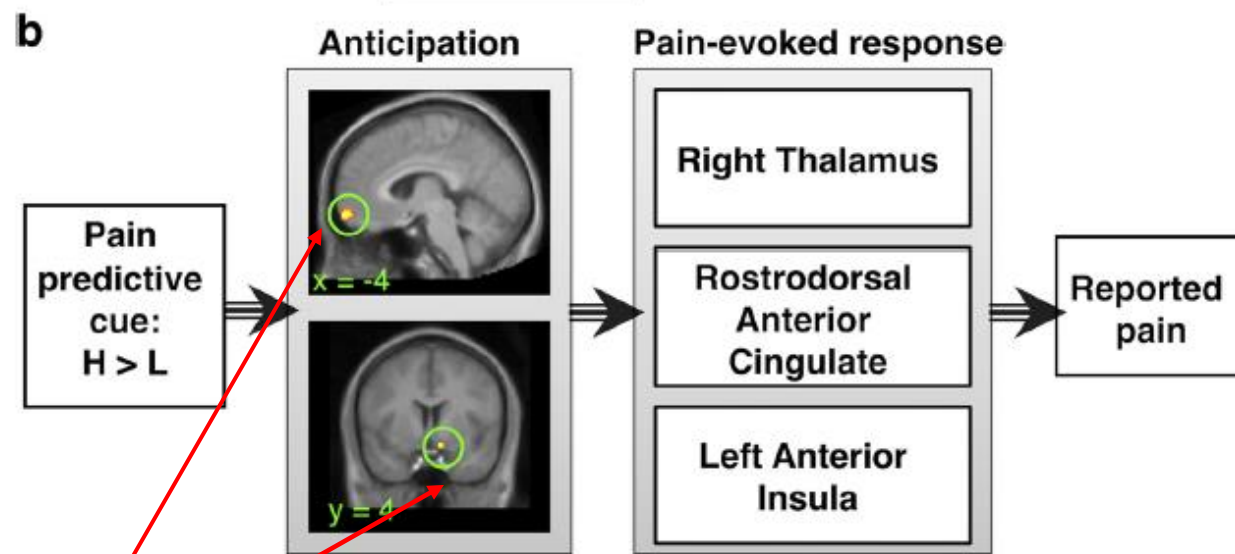 b
Anticipation
Pain-evoked response
Pain
predictive
cue:
H > L
x = -4
y = 4
Right Thalamus
Rostrodorsal
Anterior
Cingulate
Left Anterior
Insula
Reported
pain